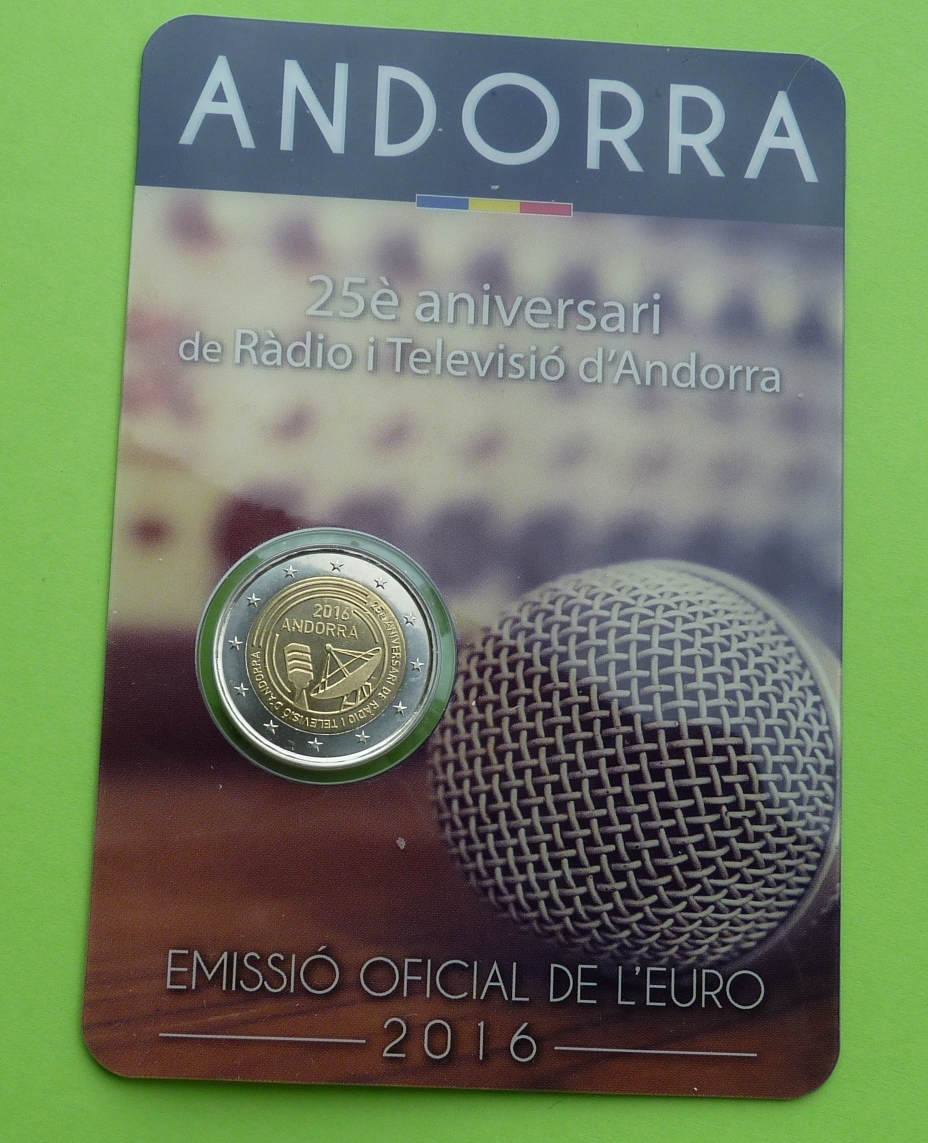 ANDORRA
25è aniversari
de Ràdio i Televisió d'Andorra
2016
ANDORRA
25è ANIVERSARI DE RÀDIO I TELEVISIÓ D'ANDORRA
EMISSIÓ OFICIAL DE L'EURO
2016